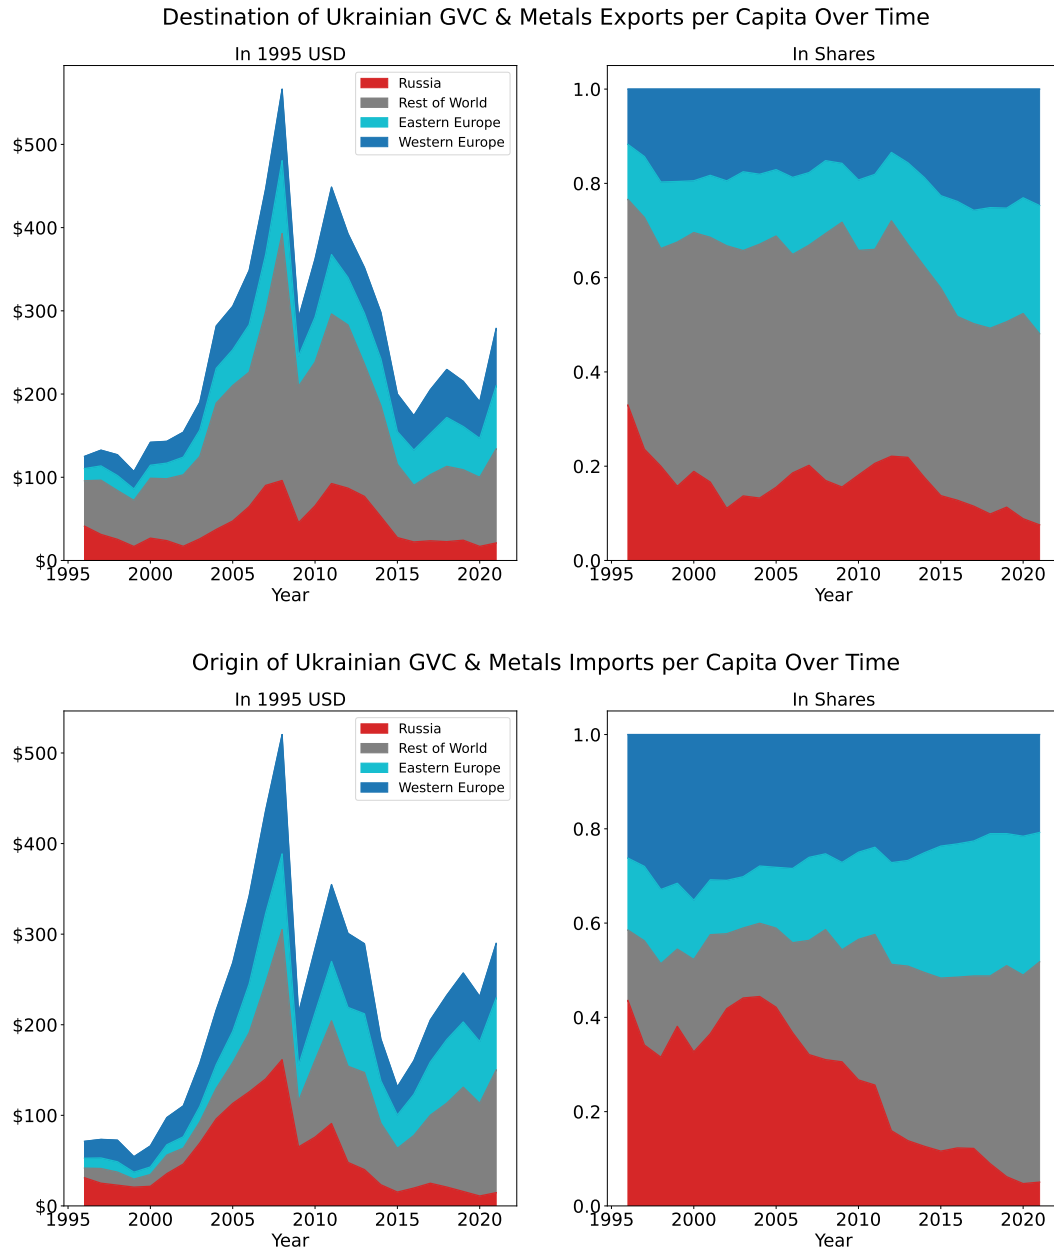 Destination of Ukrainian GVC & Metals Exports per Capita Over Time
In 1995 USD
Russia
Rest of World
Eastern Europe
Western Europe
$500
$400
$300
$200
$100
$0
1995 2000 2005 2010 2015 2020
Year
In Shares
1.0
0.8
0.6
0.4
0.2
0.0
1995 2000 2005 2010 2015 2020
Year
Origin of Ukrainian GVC & Metals Imports per Capita Over Time
In 1995 USD
Russia
Rest of World
Eastern Europe
Western Europe
$500
$400
$300
$200
$100
$0
1995 2000 2005 2010 2015 2020
Year
In Shares
1.0
0.8
0.6
0.4
0.2
0.0
1995 2000 2005 2010 2015 2020
Year